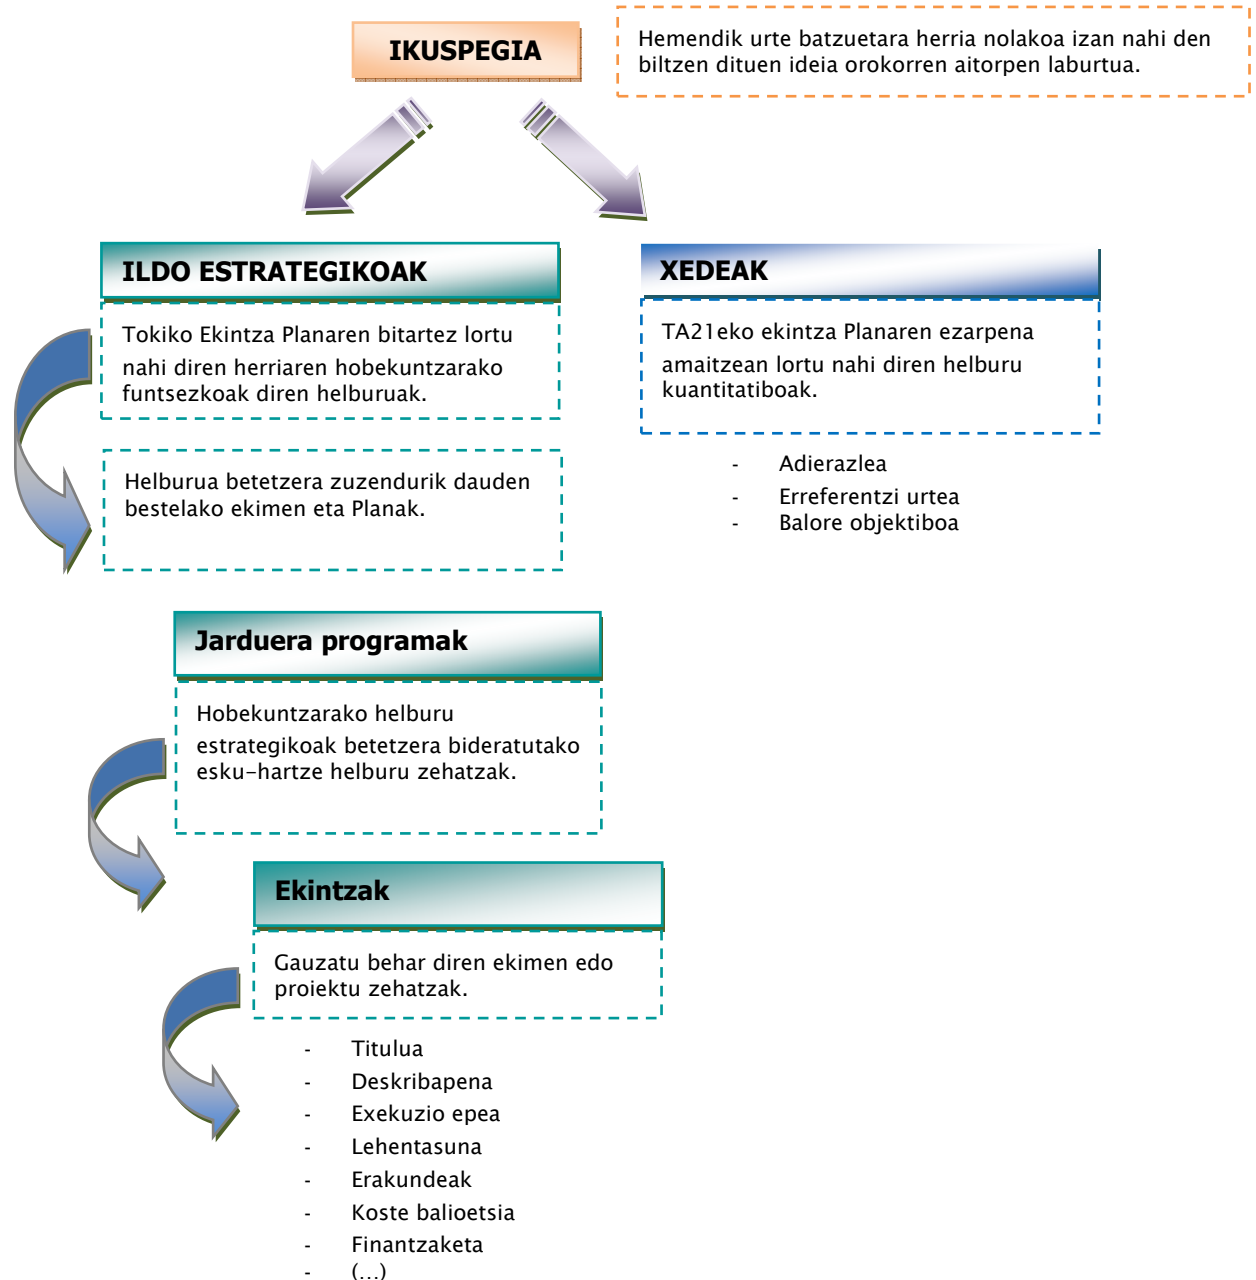 IKUSPEGIA
Hemendik urte batzuetara herria nolakoa izan nahi den
biltzen dituen ideia orokorren aitorpen laburtua.
ILDO ESTRATEGIKOAK
Tokiko Ekintza Planaren bitartez lortu
nahi diren herriaren hobekuntzarako
funtsezkoak diren helburuak.
Helburua betetzera zuzendurik dauden
bestelako ekimen eta Planak.
XEDEAK
TA21eko ekintza Planaren ezarpena
amaitzean lortu nahi diren helburu
kuantitatiboak.
- Adierazlea
- Erreferentzi urtea
- Balore objektiboa
Jarduera programak
Hobekuntzarako helburu
estrategikoak betetzera bideratutako
esku-hartze helburu zehatzak.
Ekintzak
Gauzatu behar diren ekimen edo
proiektu zehatzak.
- Titulua
- Deskribapena
- Exekuzio epea
- Lehentasuna
- Erakundeak
- Koste balioetsia
- Finantzaketa
- (...)